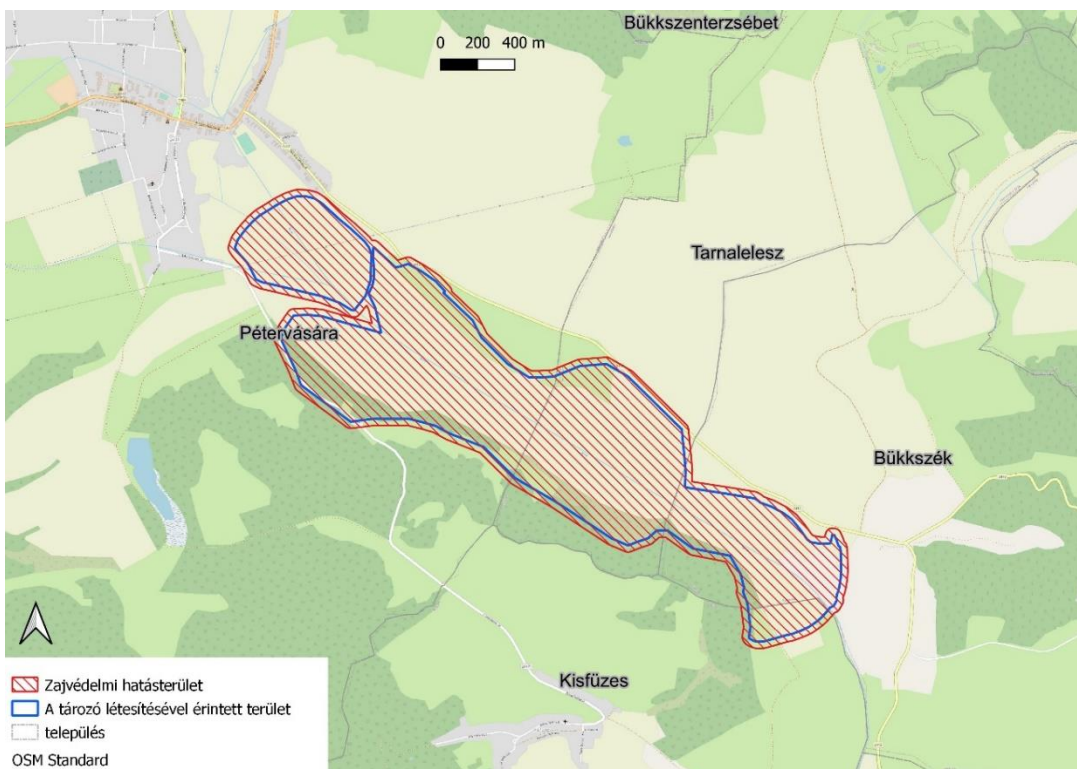 Bükkszenterzsébet
0 200 400 m
Tarnalelesz
Pétervására
Bükkszék
Kisfüzes
Zajvédelmi hatásterület
A tározó létesítésével érintett terület
település
OSM Standard